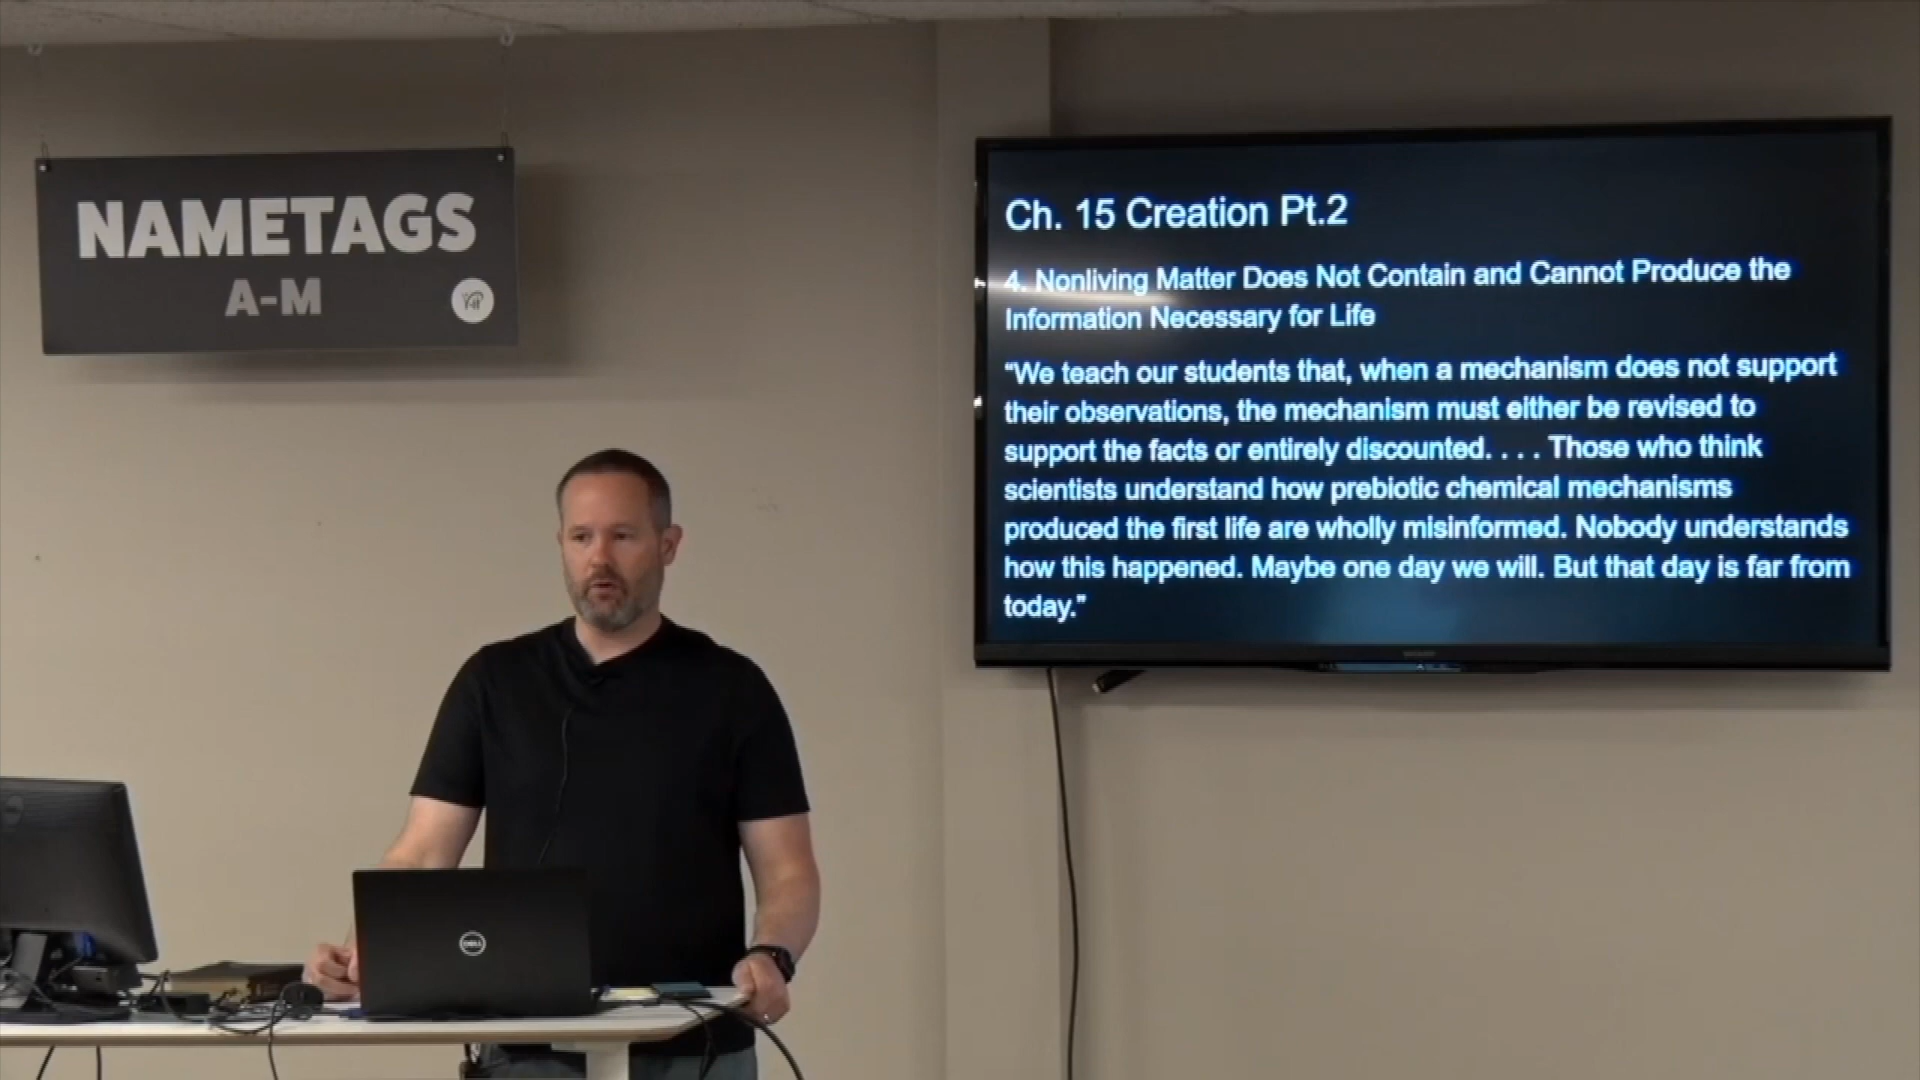 NAMETAGS
A-M
Ch. 15 Creation Pt.2
4. Nonliving Matter Does Not Contain and Cannot Produce the
Information Necessary for Life
“We teach our students that, when a mechanism does not support
their observations, the mechanism must either be revised to
support the facts or entirely discounted. . . . Those who think
scientists understand how prebiotic chemical mechanisms
produced the first life are wholly misinformed. Nobody understands
how this happened. Maybe one day we will. But that day is far from
today.”
SHARP
DELL